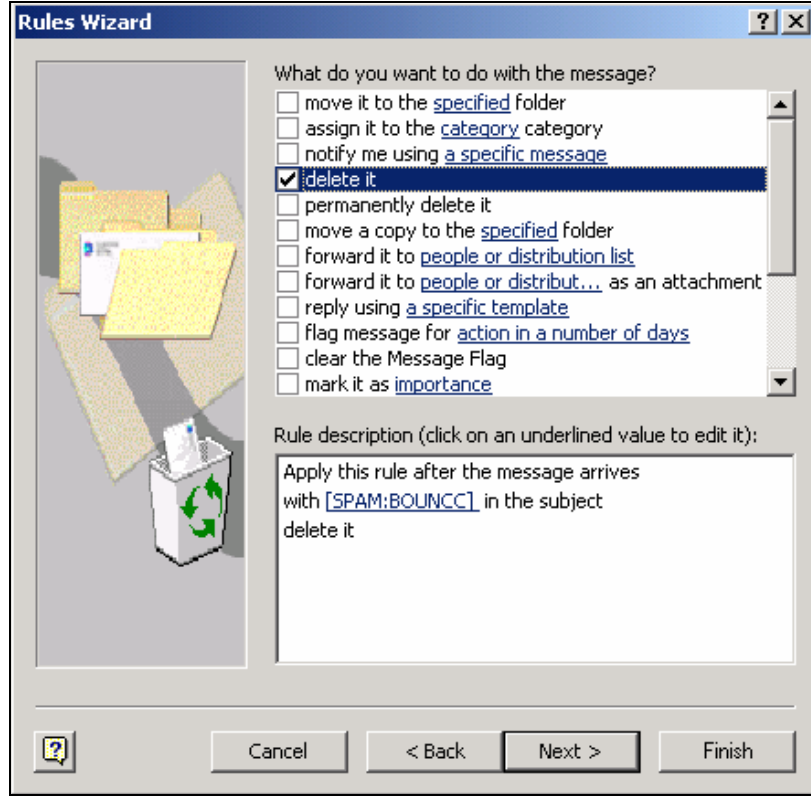 Rules Wizard
What do you want to do with the message?
move it to the specified folder
assign it to the category category
notify me using a specific message
delete it
permanently delete it
move a copy to the specified folder
forward it to people or distribution list
forward it to people or distribut... as an attachment
reply using a specific template
flag message for action in a number of days
clear the Message Flag
mark it as importance
Rule description (click on an underlined value to edit it):
Apply this rule after the message arrives
with [SPAM:BOUNCC] in the subject
delete it
Cancel < Back Next > Finish